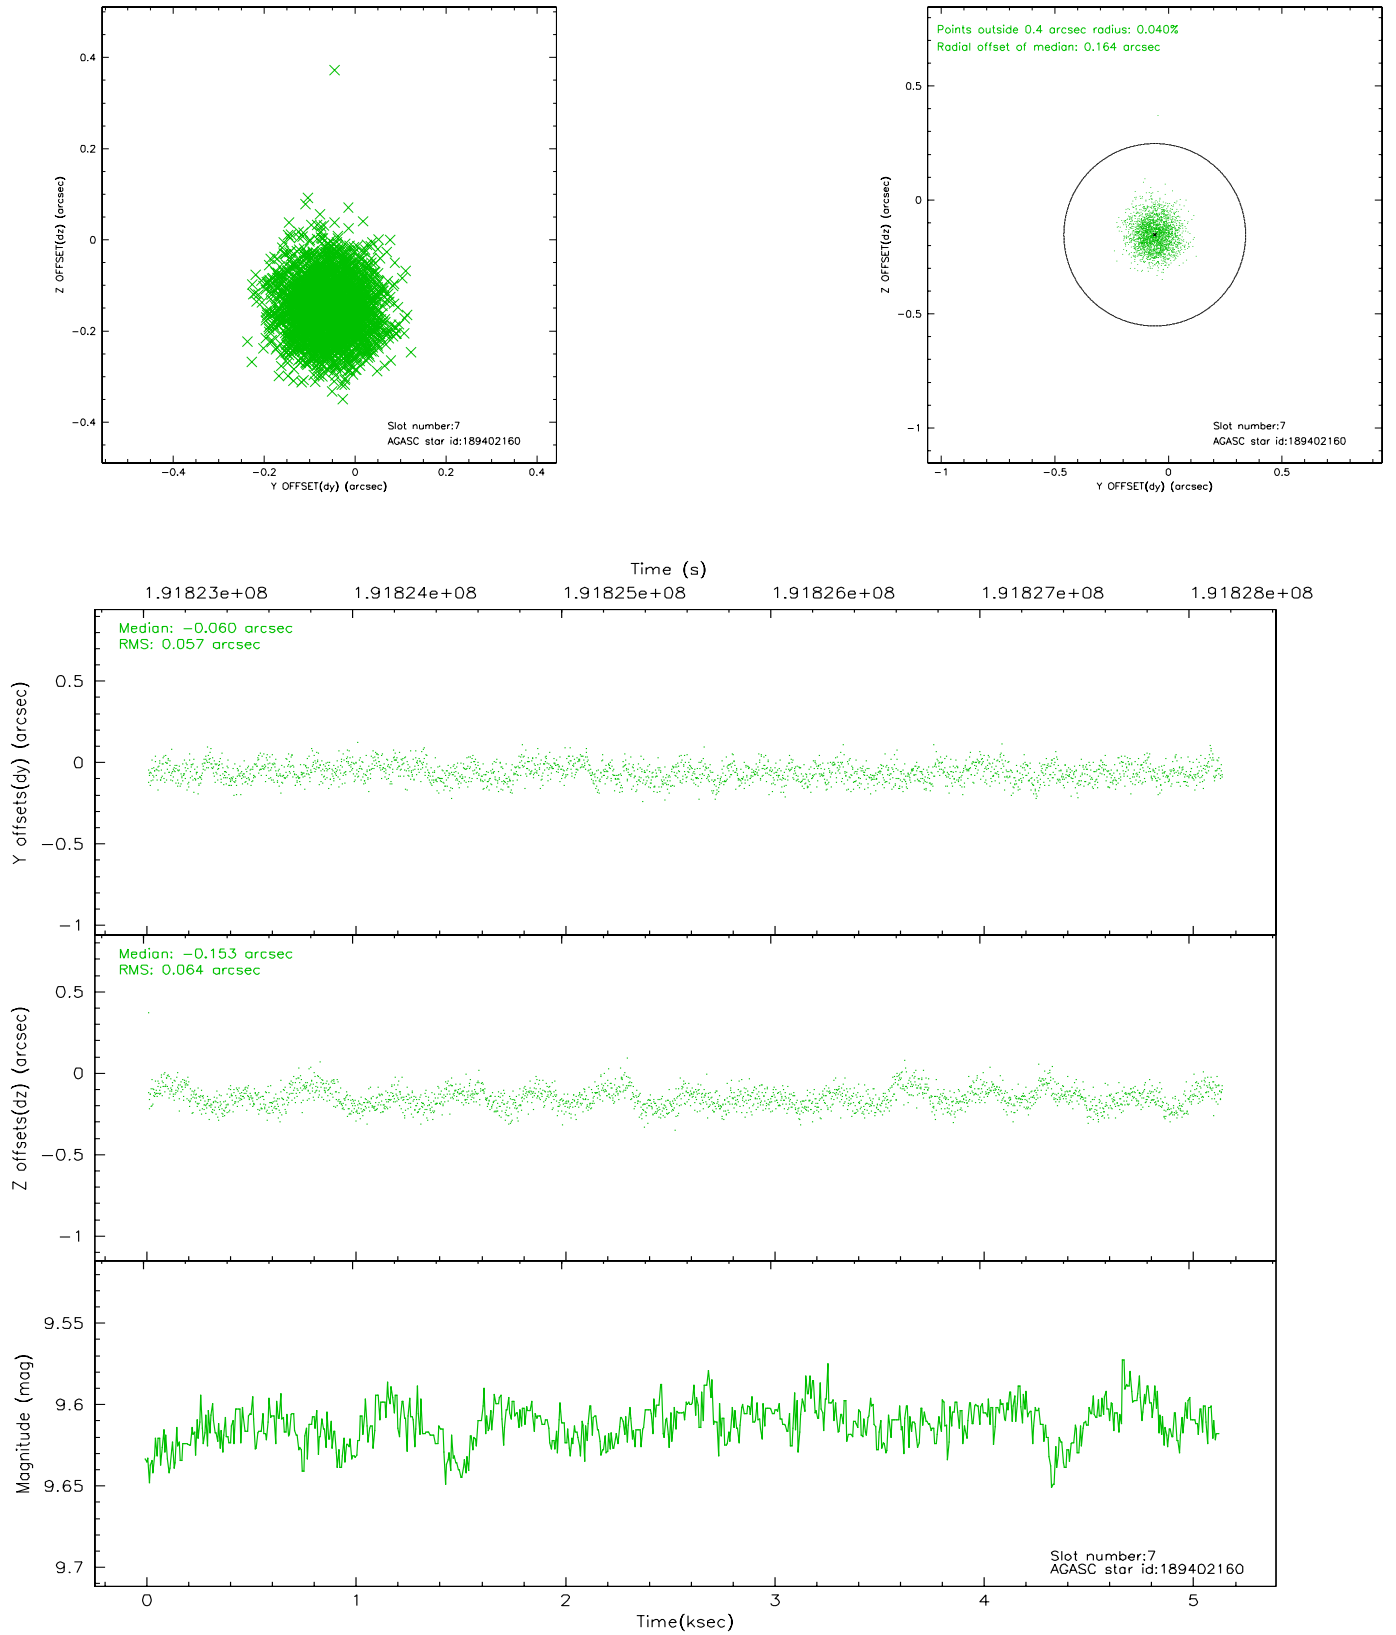 0.4
0.2
0
-0.2
-0.4
Z OFFSET(dz) (arcsec)
Slot number:7
AGASC star id:189402160
-0.4 -0.2 0 0.2 0.4
Y OFFSET(dy) (arcsec)
Points outside 0.4 arcsec radius: 0.040%
Radial offset of median: 0.164 arcsec
0.5
0
-0.5
-1
Z OFFSET(dz) (arcsec)
Slot number:7
AGASC star id:189402160
-1 -0.5 0 0.5
Y OFFSET(dy) (arcsec)
Time (s)
1.91823e+08 1.91824e+08 1.91825e+08 1.91826e+08 1.91827e+08 1.91828e+08
Median: -0.060 arcsec
RMS: 0.057 arcsec
0.5
0
-0.5
-1
Y offsets(dy) (arcsec)
Median: -0.153 arcsec
RMS: 0.064 arcsec
0.5
0
-0.5
-1
Z offsets(dz) (arcsec)
9.55
9.6
9.65
9.7
Magnitude (mag)
Slot number:7
AGASC star id:189402160
0 1 2 3 4 5
Time(ksec)